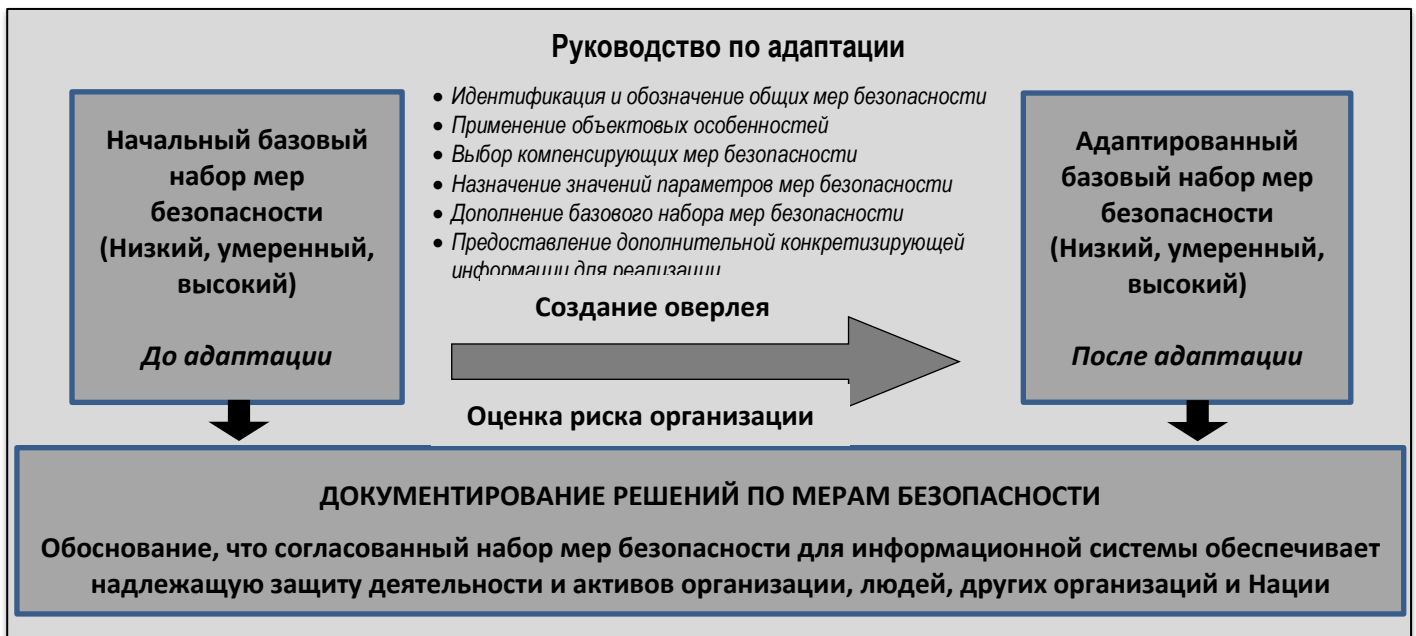 Руководство по адаптации
Начальный базовый
набор мер
безопасности
(Низкий, умеренный,
высокий)
До адаптации
• Идентификация и обозначение общих мер безопасности
• Применение объектовых особенностей
• Выбор компенсирующих мер безопасности
• Назначение значений параметров мер безопасности
• Дополнение базового набора мер безопасности
• Предоставление дополнительной конкретизирующей
информации для реализации
Создание оверлея
Оценка риска организации
Адаптированный
базовый набор мер
безопасности
(Низкий, умеренный,
высокий)
После адаптации
ДОКУМЕНТИРОВАНИЕ РЕШЕНИЙ ПО МЕРАМ БЕЗОПАСНОСТИ
Обоснование, что согласованный набор мер безопасности для информационной системы обеспечивает
надлежащую защиту деятельности и активов организации, людей, других организаций и Нации